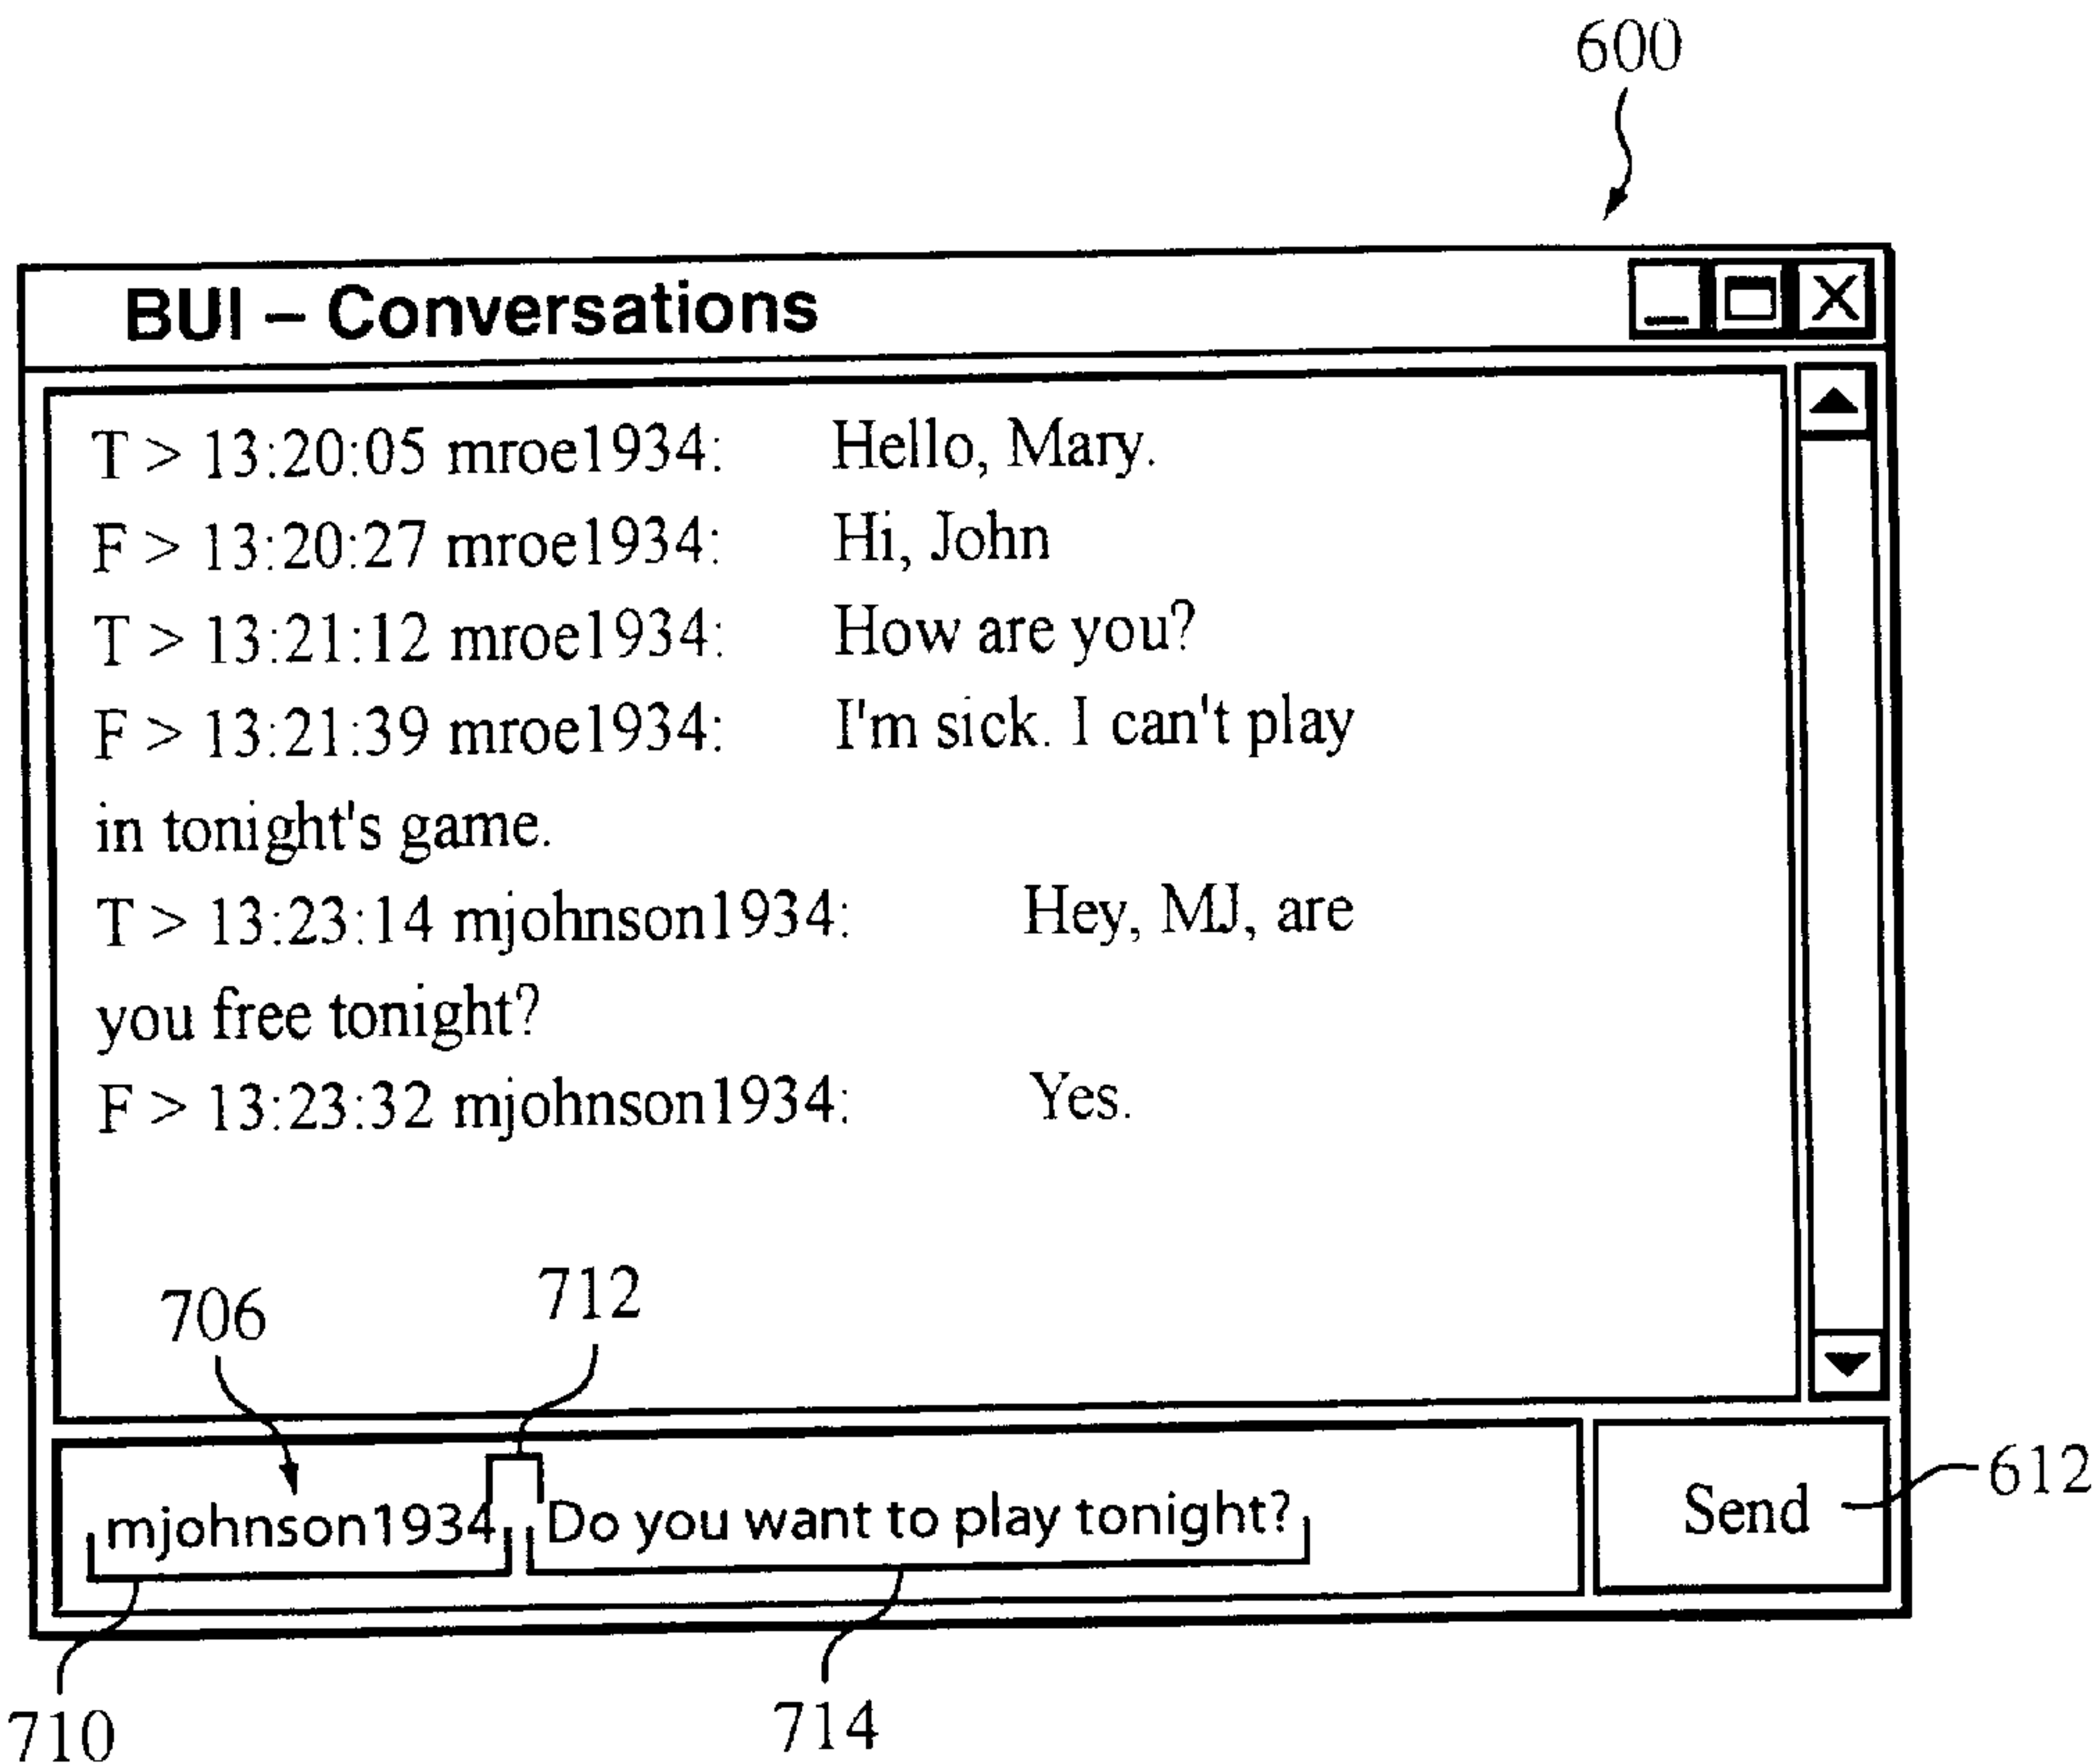 600
BUI – Conversations
T > 13:20:05 mroe1934: Hello, Mary.
F > 13:20:27 mroe1934: Hi, John
T > 13:21:12 mroe1934: How are you?
F > 13:21:39 mroe1934: I'm sick. I can't play
in tonight's game.
T > 13:23:14 mjohnson1934: Hey, MJ, are
you free tonight?
F > 13:23:32 mjohnson1934: Yes.
706 712
mjohnson1934 Do you want to play tonight? Send 612
710 714